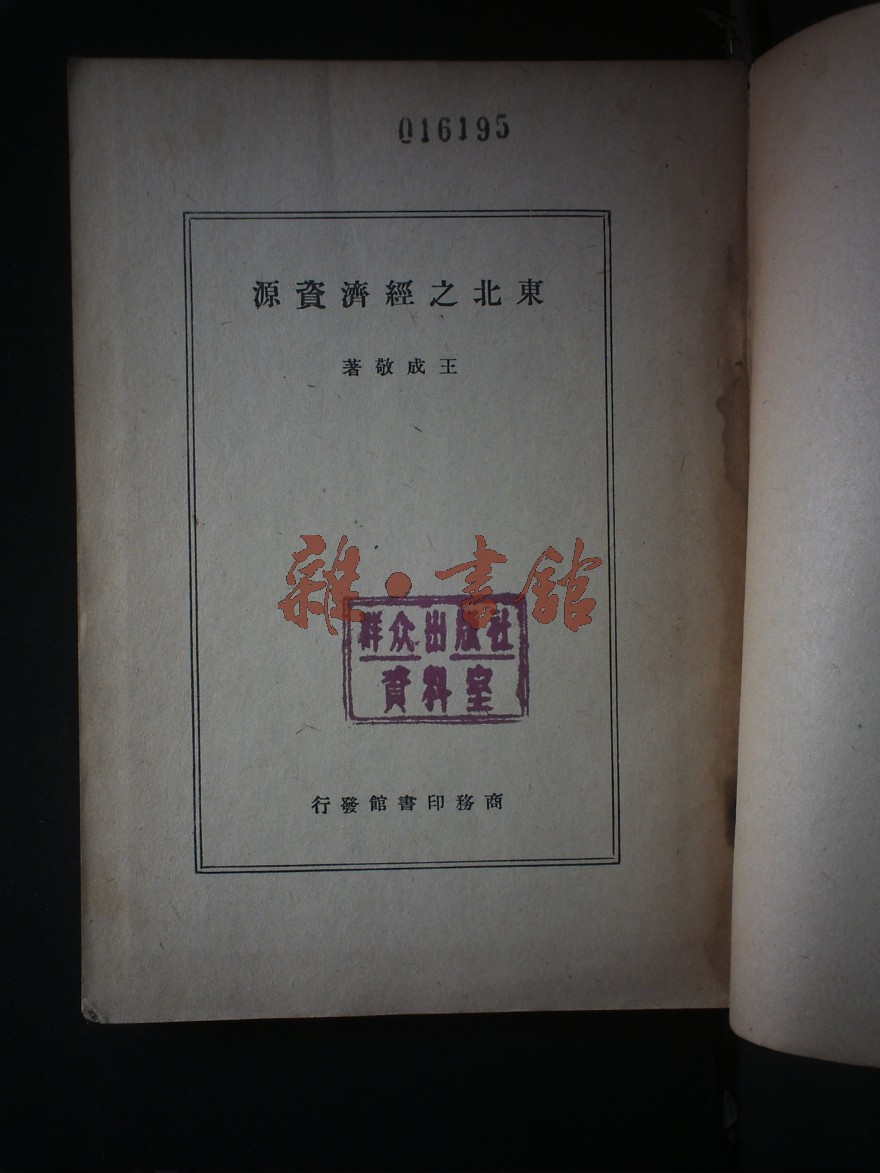 016195
東北之經濟資源
王成敬著
雜·書館
群众出版社
資料室
商務印書館發行